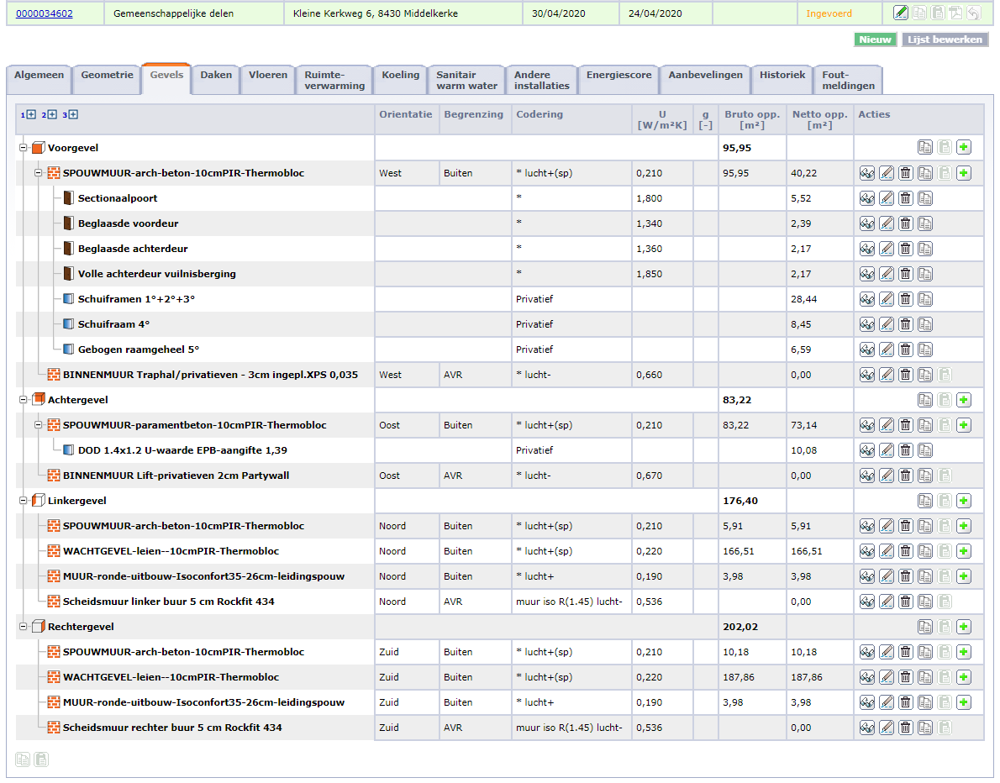 0000034602 Gemeenschappelijke delen Kleine Kerkweg 6, 8430 Middelkerke 30/04/2020 24/04/2020 Ingevoerd
Nieuw Lijst bewerken
Algemeen Geometrie Gevels Daken Vloeren Ruimte-verwarming Koeling Sanitair warm water Andere installaties Energiescore Aanbevelingen Historiek Fout-meldingen
1 2 3 Orientatie Begrenzing Codering U [W/m²K] g [-] Bruto opp. [m²] Netto opp. [m²] Acties
Voorgevel 95,95
SPOUWMUUR-arch-beton-10cmPIR-Thermobloc West Buiten * lucht+(sp) 0,210 95,95 40,22
Sectionaalpoort * 1,800 5,52
Beglaasde voordeur * 1,340 2,39
Beglaasde achterdeur * 1,360 2,17
Volle achterdeur vuilnisberging * 1,850 2,17
Schuiframen 1°+2°+3° Privatief 28,44
Schuifraam 4° Privatief 8,45
Gebogen raamgeheel 5° Privatief 6,59
BINNENMUUR Traphal/privatieven - 3cm ingepl.XPS 0,035 West AVR * lucht- 0,660 0,00
Achtergevel 83,22
SPOUWMUUR-paramentbeton-10cmPIR-Thermobloc Oost Buiten * lucht+(sp) 0,210 83,22 73,14
DOD 1.4x1.2 U-waarde EPB-aangifte 1,39 Privatief 10,08
BINNENMUUR Lift-privatieven 2cm Partywall Oost AVR * lucht- 0,670 0,00
Linkergevel 176,40
SPOUWMUUR-arch-beton-10cmPIR-Thermobloc Noord Buiten * lucht+(sp) 0,210 5,91 5,91
WACHTGEVEL-leien--10cmPIR-Thermobloc Noord Buiten * lucht+(sp) 0,220 166,51 166,51
MUUR-ronde-uitbouw-Isoconfort35-26cm-leidingspouw Noord Buiten * lucht+ 0,190 3,98 3,98
Scheidsmuur linker buur 5 cm Rockfit 434 Noord AVR muur iso R(1.45) lucht- 0,536 0,00
Rechtergevel 202,02
SPOUWMUUR-arch-beton-10cmPIR-Thermobloc Zuid Buiten * lucht+(sp) 0,210 10,18 10,18
WACHTGEVEL-leien--10cmPIR-Thermobloc Zuid Buiten * lucht+(sp) 0,220 187,86 187,86
MUUR-ronde-uitbouw-Isoconfort35-26cm-leidingspouw Zuid Buiten * lucht+ 0,190 3,98 3,98
Scheidsmuur rechter buur 5 cm Rockfit 434 Zuid AVR muur iso R(1.45) lucht- 0,536 0,00